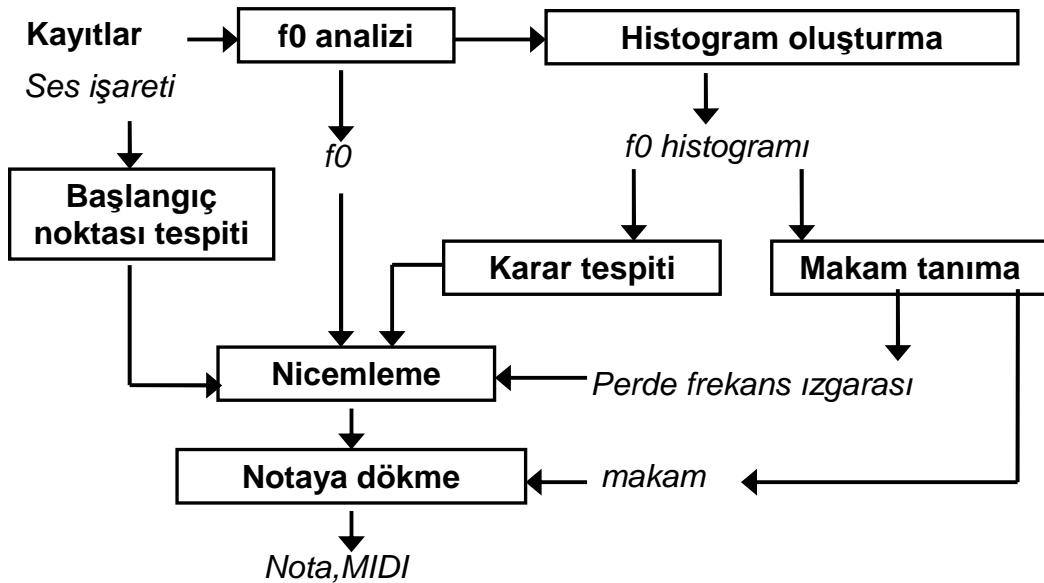 Kayıtlar
f0 analizi
Histogram oluşturma
Ses işareti
f0
f0 histogramı
Başlangıç
noktası tespiti
Karar tespiti
Makam tanıma
Nicemleme
Perde frekans ızgarası
Notaya dökme
makam
Nota,MIDI